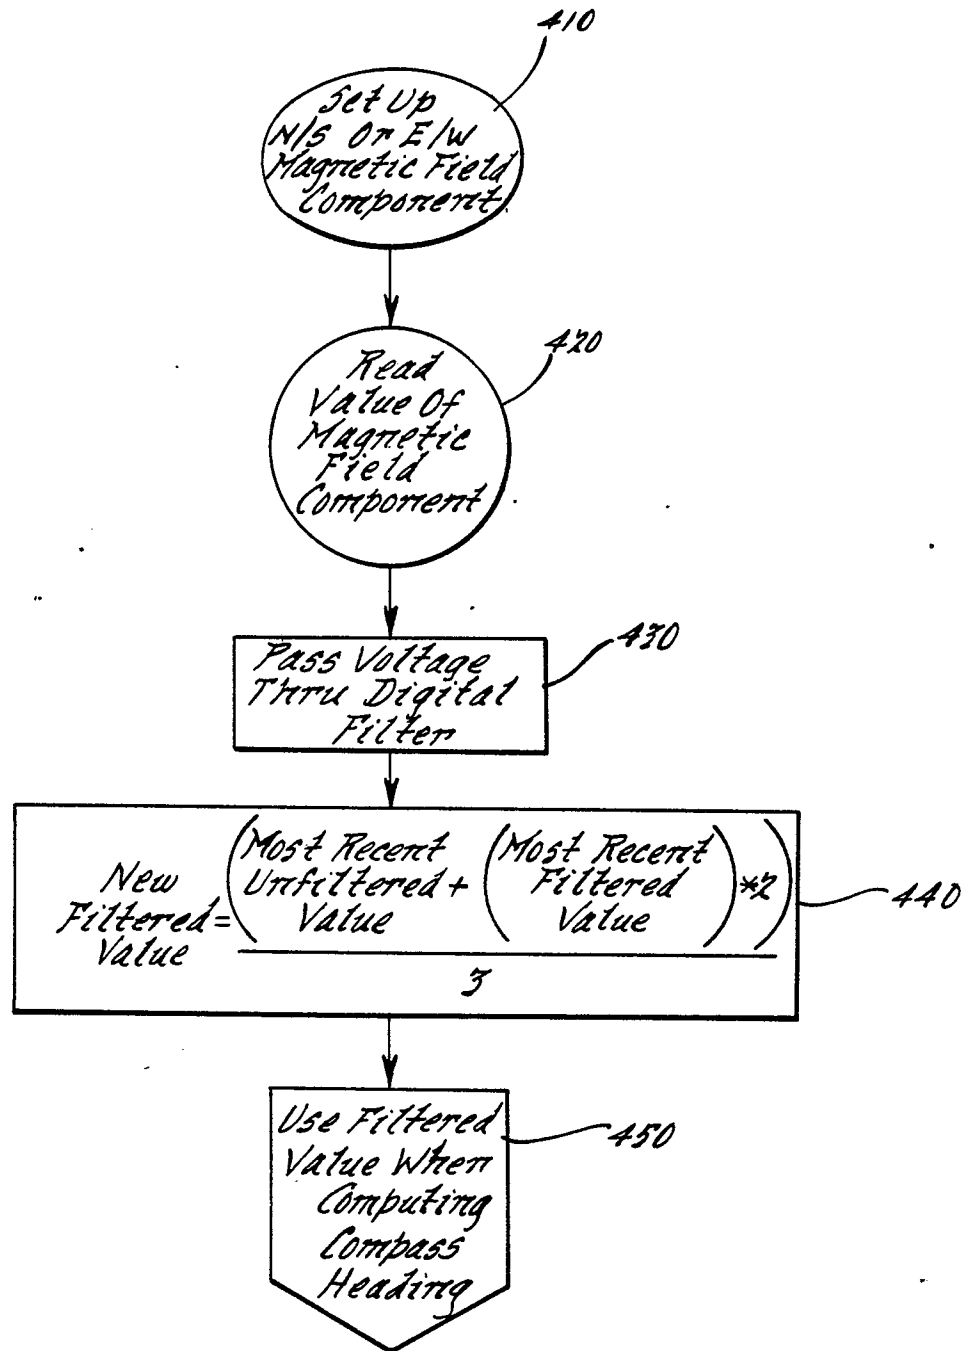 410
Set Up
N/S Or E/W
Magnetic Field
Component.
420
Read
Value Of
Magnetic
Field
Component
430
Pass Voltage
Thru Digital
Filter
440
New
Filtered=
Value
(Most Recent
Unfiltered +
Value
(Most Recent
Filtered
Value
) *2)
3
450
Use Filtered
Value When
Computing
Compass
Heading